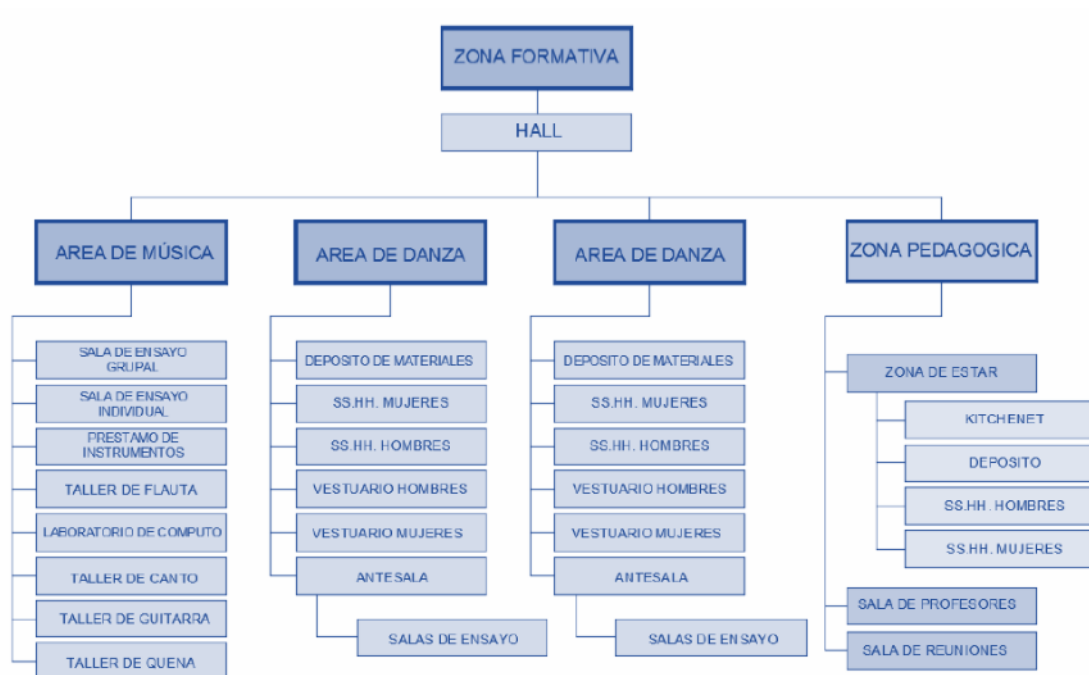 ZONA FORMATIVA
HALL
AREA DE MÚSICA
SALA DE ENSAYO
GRUPAL
SALA DE ENSAYO
INDIVIDUAL
PRESTAMO DE
INSTRUMENTOS
TALLER DE FLAUTA
LABORATORIO DE COMPUTO
TALLER DE CANTO
TALLER DE GUITARRA
TALLER DE QUENA
AREA DE DANZA
DEPOSITO DE MATERIALES
SS.HH. MUJERES
SS.HH. HOMBRES
VESTUARIO HOMBRES
VESTUARIO MUJERES
ANTESALA
SALAS DE ENSAYO
AREA DE DANZA
DEPOSITO DE MATERIALES
SS.HH. MUJERES
SS.HH. HOMBRES
VESTUARIO HOMBRES
VESTUARIO MUJERES
ANTESALA
SALAS DE ENSAYO
ZONA PEDAGOGICA
ZONA DE ESTAR
KITCHENET
DEPOSITO
SS.HH. HOMBRES
SS.HH. MUJERES
SALA DE PROFESORES
SALA DE REUNIONES